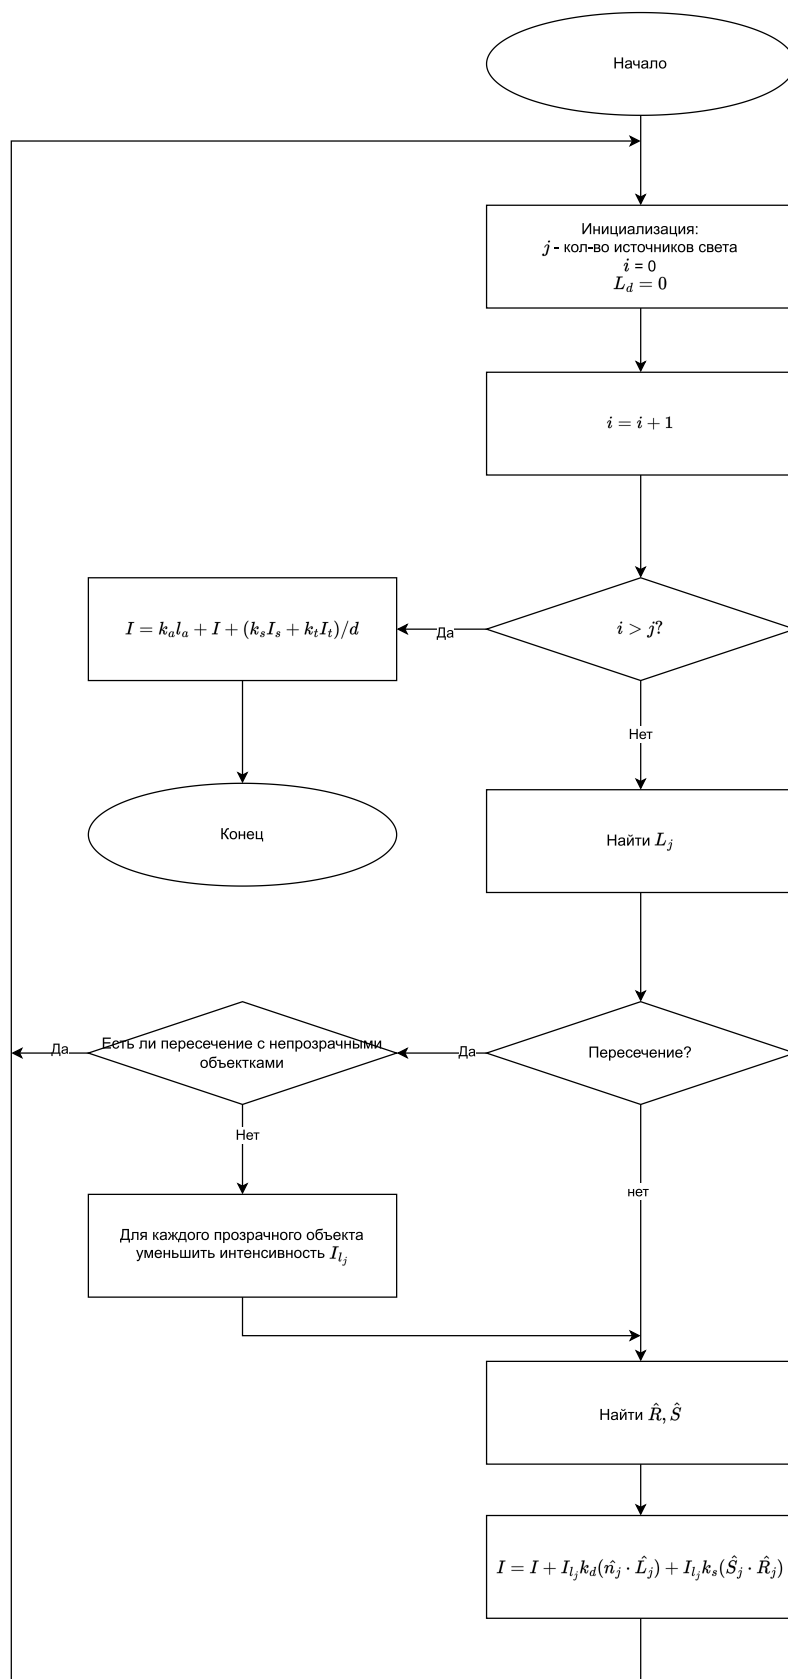 Начало
Инициализация:
j - кол-во источников света
i = 0
L_d = 0
i = i + 1
i > j?
Да
I = k_a l_a + I + (k_s I_s + k_t I_t)/d
Нет
Конец
Найти L_j
Пересечение?
Да
Есть ли пересечение с непрозрачными
объектками
Да
Нет
нет
Для каждого прозрачного объекта
уменьшить интенсивность I_{l_j}
Найти R̂, Ŝ
I = I + I_{l_j} k_d (n̂_j · L̂_j) + I_{l_j} k_s (Ŝ_j · R̂_j)